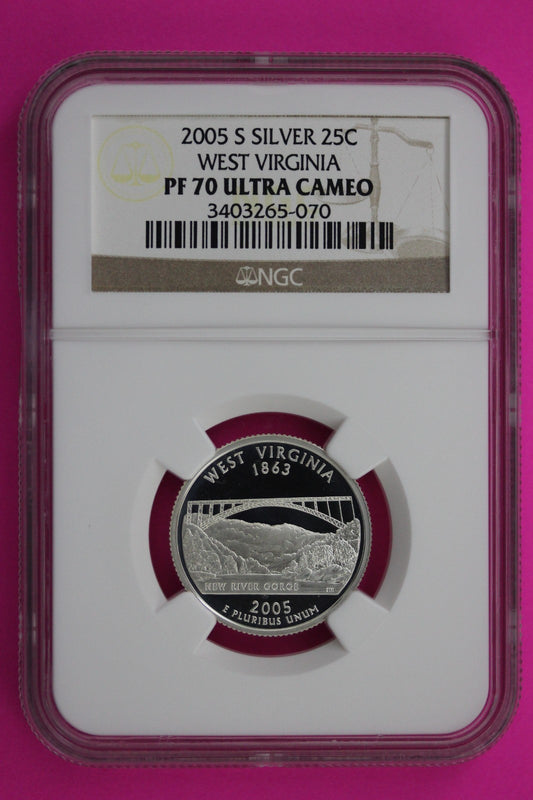 2005 S SILVER 25C
WEST VIRGINIA
PF 70 ULTRA CAMEO
3403265-070
NGC
WEST VIRGINIA
1863
NEW RIVER GORGE
2005
E PLURIBUS UNUM